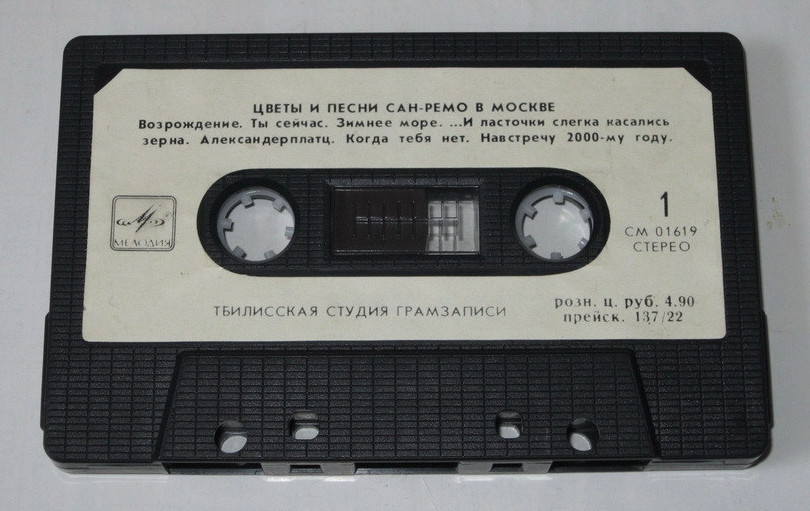 ЦВЕТЫ И ПЕСНИ САН-РЕМО В МОСКВЕ
Возрождение. Ты сейчас. Зимнее море. ...И ласточки слегка касались
зерна. Александерплатц. Когда тебя нет. Навстречу 2000-му году.
МЕЛОДИЯ
1
СМ 01619
СТЕРЕО
ТБИЛИССКАЯ СТУДИЯ ГРАМЗАПИСИ
розн. ц. руб. 4.90
прейск. 137/22